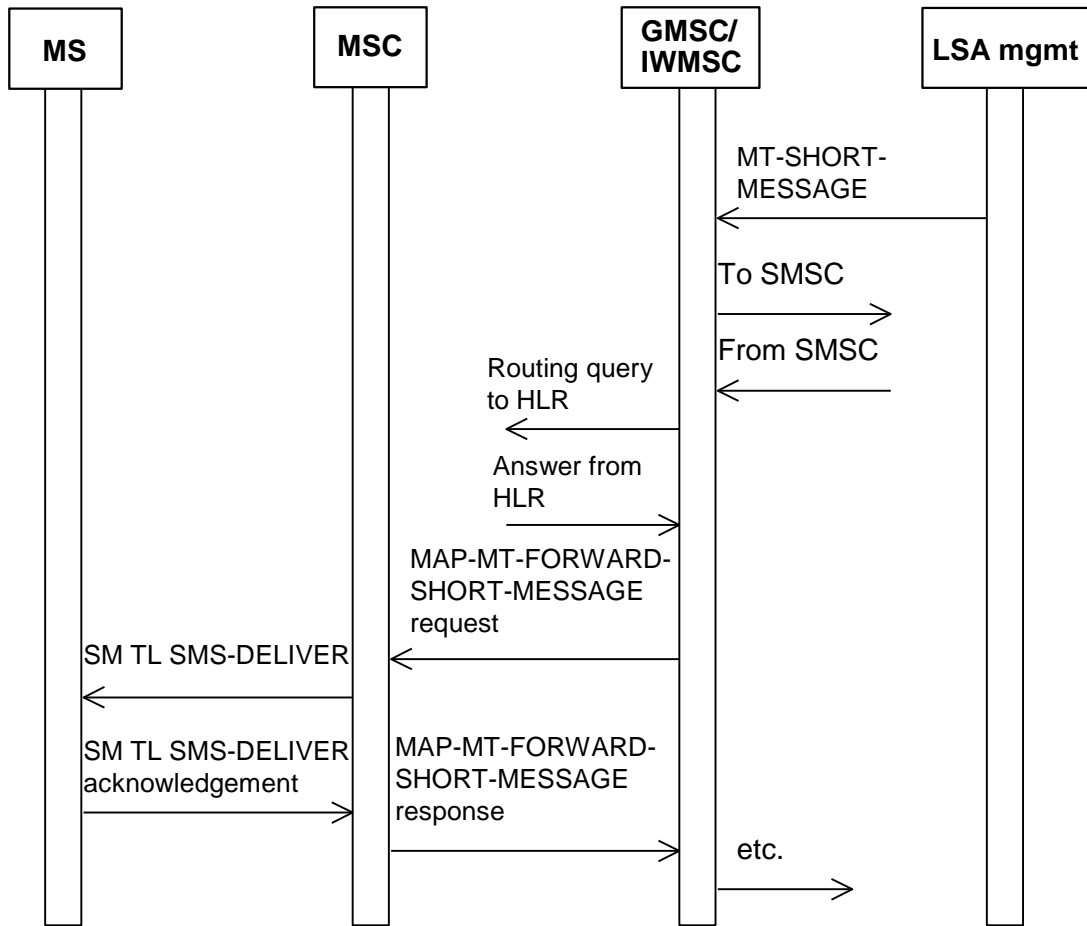 MS
MSC
GMSC/
IWMSC
LSA mgmt
MT-SHORT-
MESSAGE
To SMSC
From SMSC
Routing query
to HLR
Answer from
HLR
MAP-MT-FORWARD-
SHORT-MESSAGE
request
SM TL SMS-DELIVER
SM TL SMS-DELIVER
acknowledgement
MAP-MT-FORWARD-
SHORT-MESSAGE
response
etc.